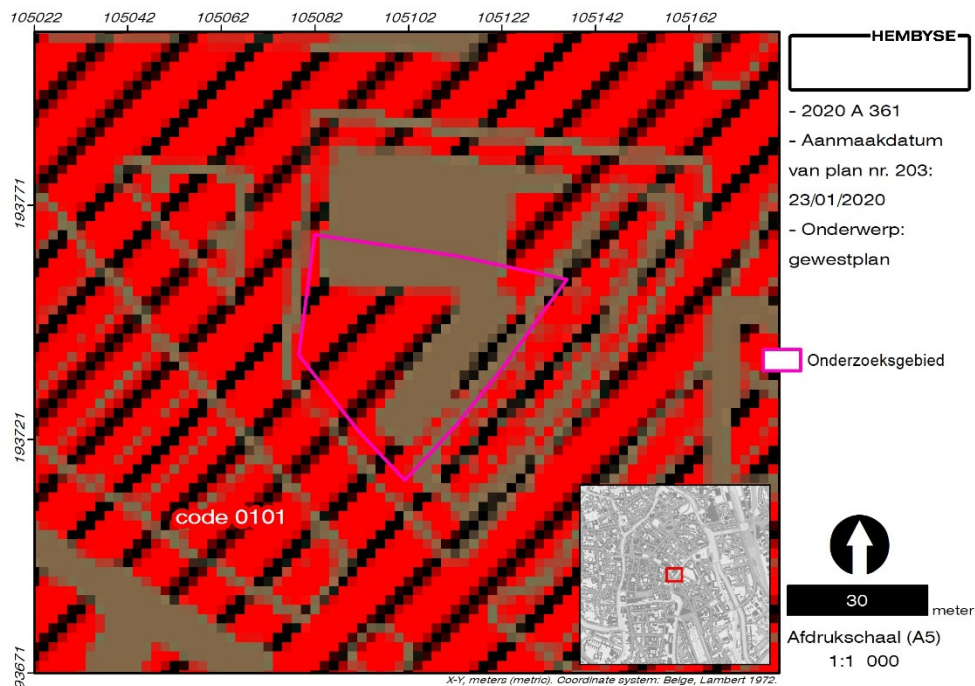 105022 105042 105062 105082 105102 105122 105142 105162
HEMBYSE
- 2020 A 361
- Aanmaakdatum
van plan nr. 203:
23/01/2020
- Onderwerp:
gewestplan
193771
Onderzoeksgebied
193721
code 0101
30 meter
Afdrukschaal (A5)
1:1 000
193671
X-Y, meters (metric). Coordinate system: Belge, Lambert 1972.